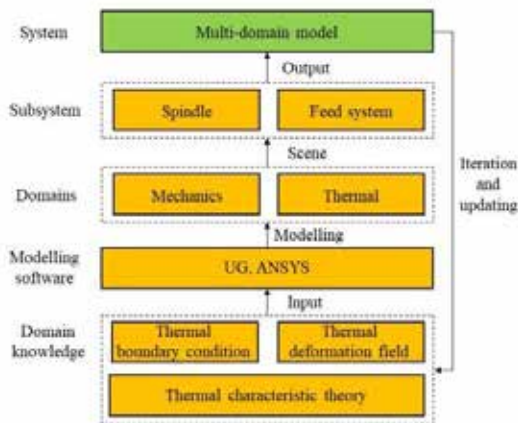 System
Multi-domain model
Output
Subsystem
Spindle
Feed system
Scene
Iteration
and
updating
Domains
Mechanics
Thermal
Modelling
Modelling
software
UG, ANSYS
Input
Domain
knowledge
Thermal
boundary condition
Thermal
deformation field
Thermal characteristic theory